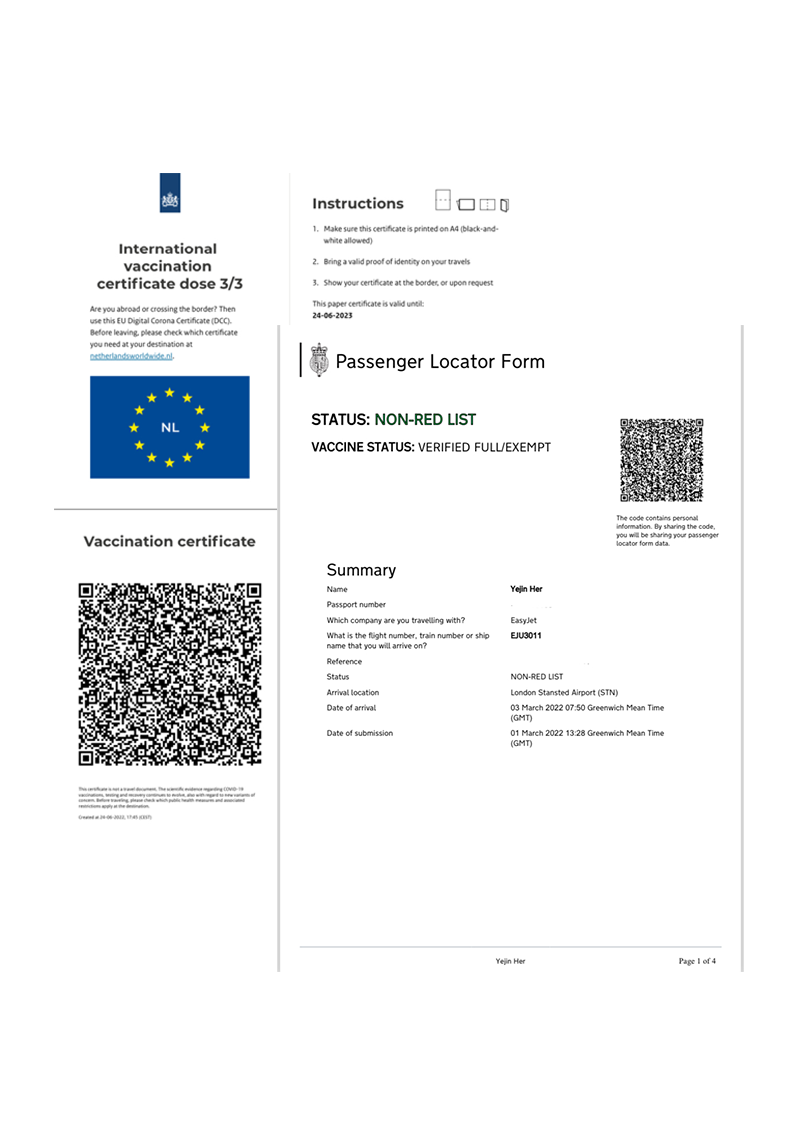 International
vaccination
certificate dose 3/3
Are you abroad or crossing the border? Then
use this EU Digital Corona Certificate (DCC).
Before leaving, please check which certificate
you need at your destination at
netherlandsworldwide.nl.
NL
Vaccination certificate
This certificate is not a travel document. The scientific evidence regarding COVID-19
vaccinations, testing and recovery continues to evolve, also with regard to new variants of
concern. Before traveling, please check which public health measures and associated
restrictions apply at the destination.
Created at 24-06-2022, 17:45 (CEST)
Instructions
1. Make sure this certificate is printed on A4 (black-and-
white allowed)
2. Bring a valid proof of identity on your travels
3. Show your certificate at the border, or upon request
This paper certificate is valid until:
24-06-2023
Passenger Locator Form
STATUS: NON-RED LIST
VACCINE STATUS: VERIFIED FULL/EXEMPT
The code contains personal
information. By sharing the code,
you will be sharing your passenger
locator form data.
Summary
Name Yejin Her
Passport number
Which company are you travelling with? EasyJet
What is the flight number, train number or ship EJU3011
name that you will arrive on?
Reference
Status NON-RED LIST
Arrival location London Stansted Airport (STN)
Date of arrival 03 March 2022 07:50 Greenwich Mean Time
(GMT)
Date of submission 01 March 2022 13:28 Greenwich Mean Time
(GMT)
Yejin Her Page 1 of 4